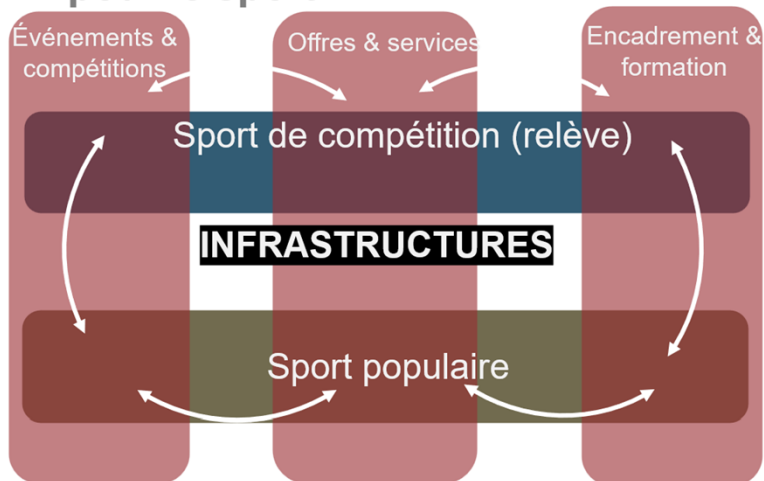 Événements &
compétitions
Offres & services
Encadrement &
formation
Sport de compétition (relève)
INFRASTRUCTURES
Sport populaire